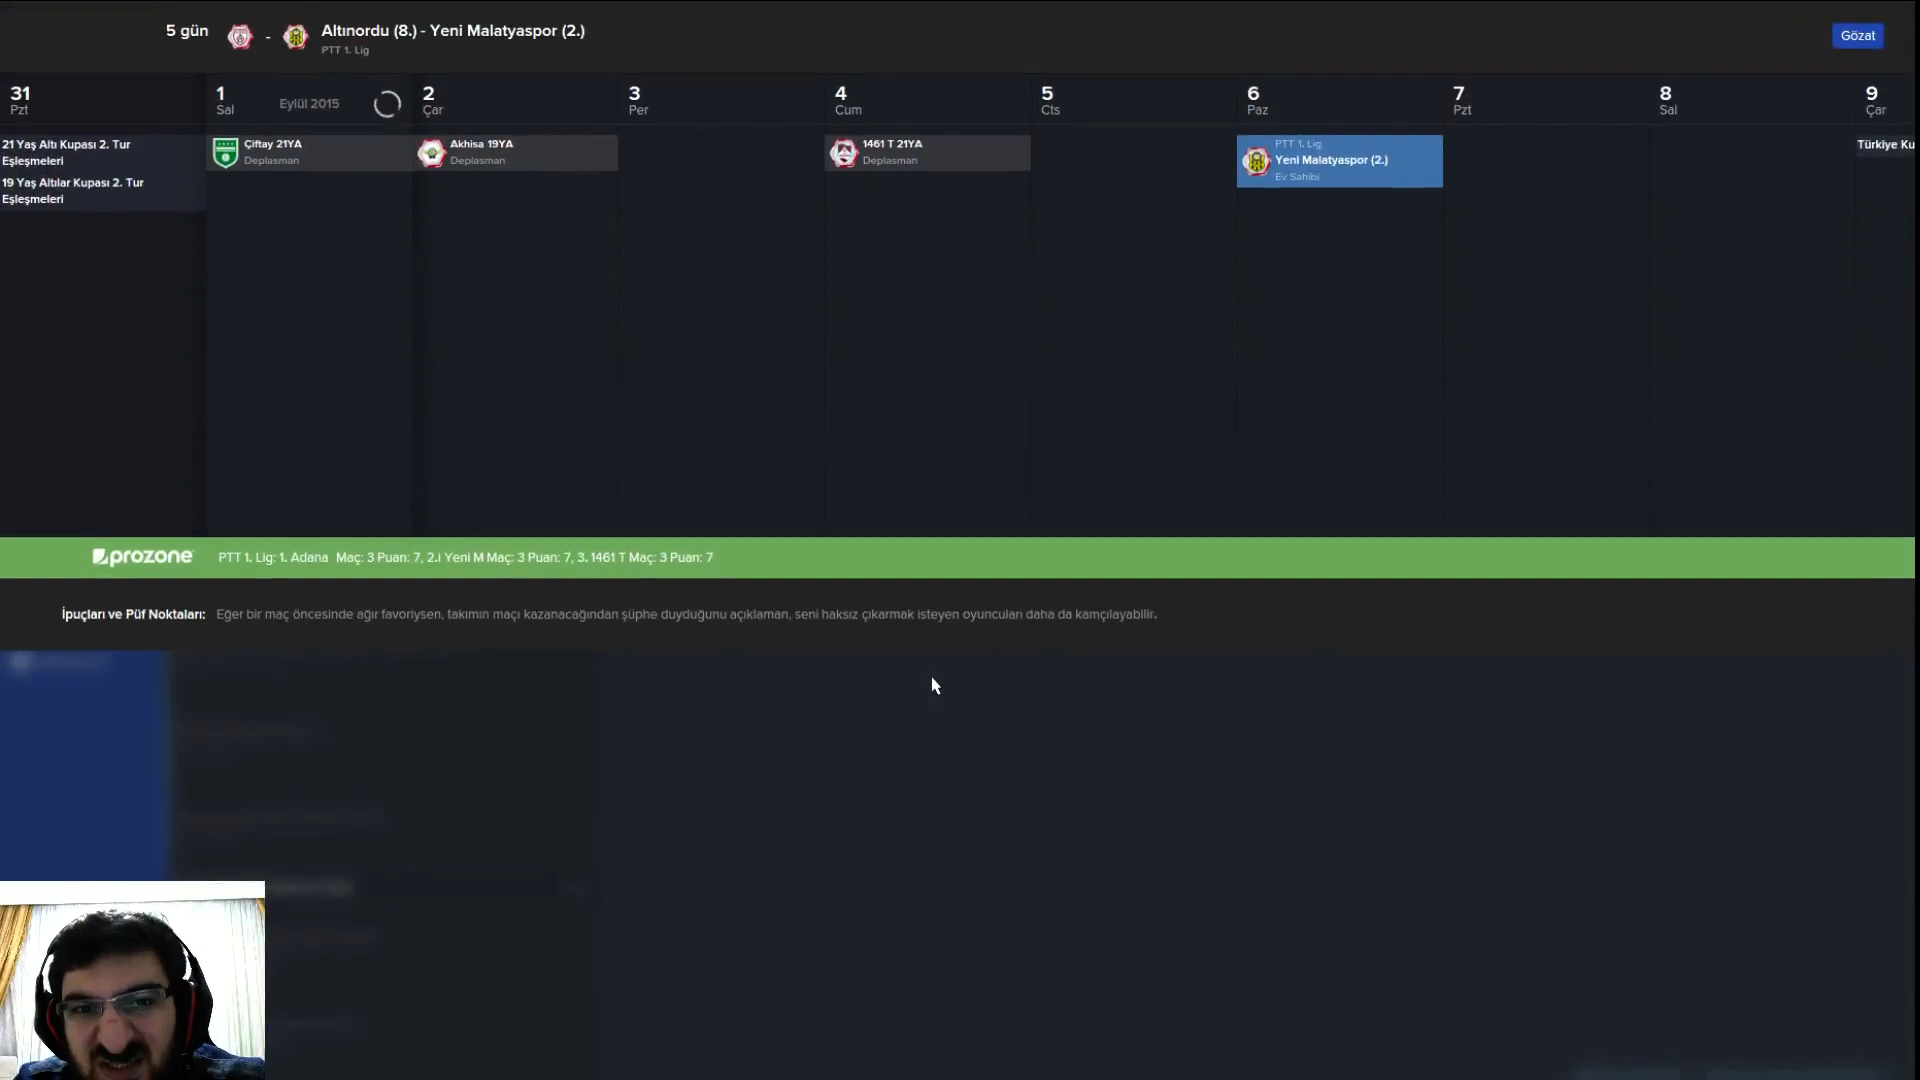 5 gün
-
Altınordu (8.) - Yeni Malatyaspor (2.)
PTT 1. Lig
Gözat
31
Pzt
1
Sal
Eylül 2015
2
Çar
3
Per
4
Cum
5
Cts
6
Paz
7
Pzt
8
Sal
9
Çar
21 Yaş Altı Kupası 2. Tur
Eşleşmeleri
19 Yaş Altılar Kupası 2. Tur
Eşleşmeleri
Çiftay 21YA
Deplasman
Akhisa 19YA
Deplasman
1461 T 21YA
Deplasman
PTT 1. Lig
Yeni Malatyaspor (2.)
Ev Sahibi
Türkiye Ku
prozone
PTT 1. Lig: 1. Adana Maç: 3 Puan: 7, 2.i Yeni M Maç: 3 Puan: 7, 3. 1461 T Maç: 3 Puan: 7
İpuçları ve Püf Noktaları: Eğer bir maç öncesinde ağır favoriysen, takımın maçı kazanacağından şüphe duyduğunu açıklaman, seni haksız çıkarmak isteyen oyuncuları daha da kamçılayabilir.